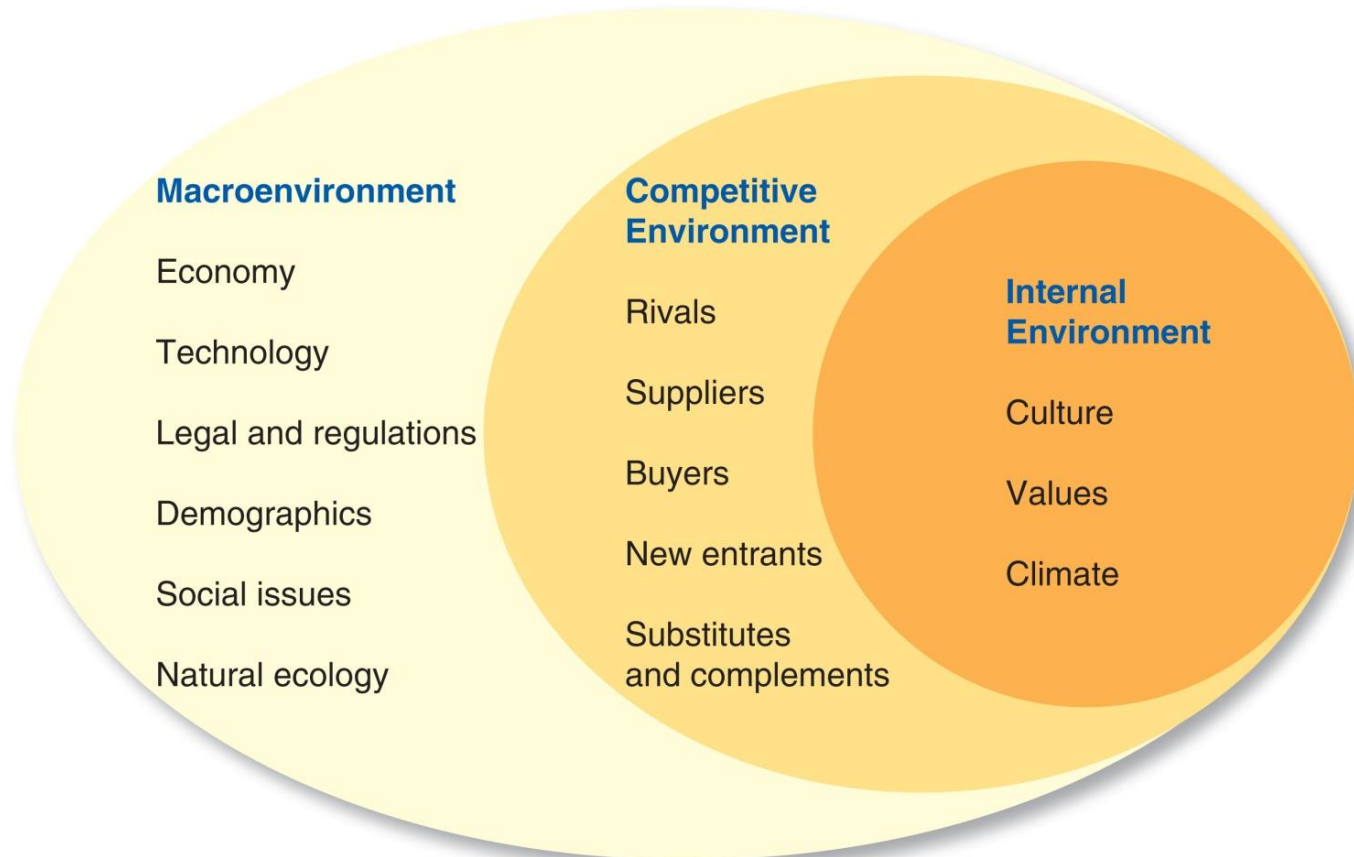 Macroenvironment
Economy
Technology
Legal and regulations
Demographics
Social issues
Natural ecology
Competitive
Environment
Rivals
Suppliers
Buyers
New entrants
Substitutes
and complements
Internal
Environment
Culture
Values
Climate